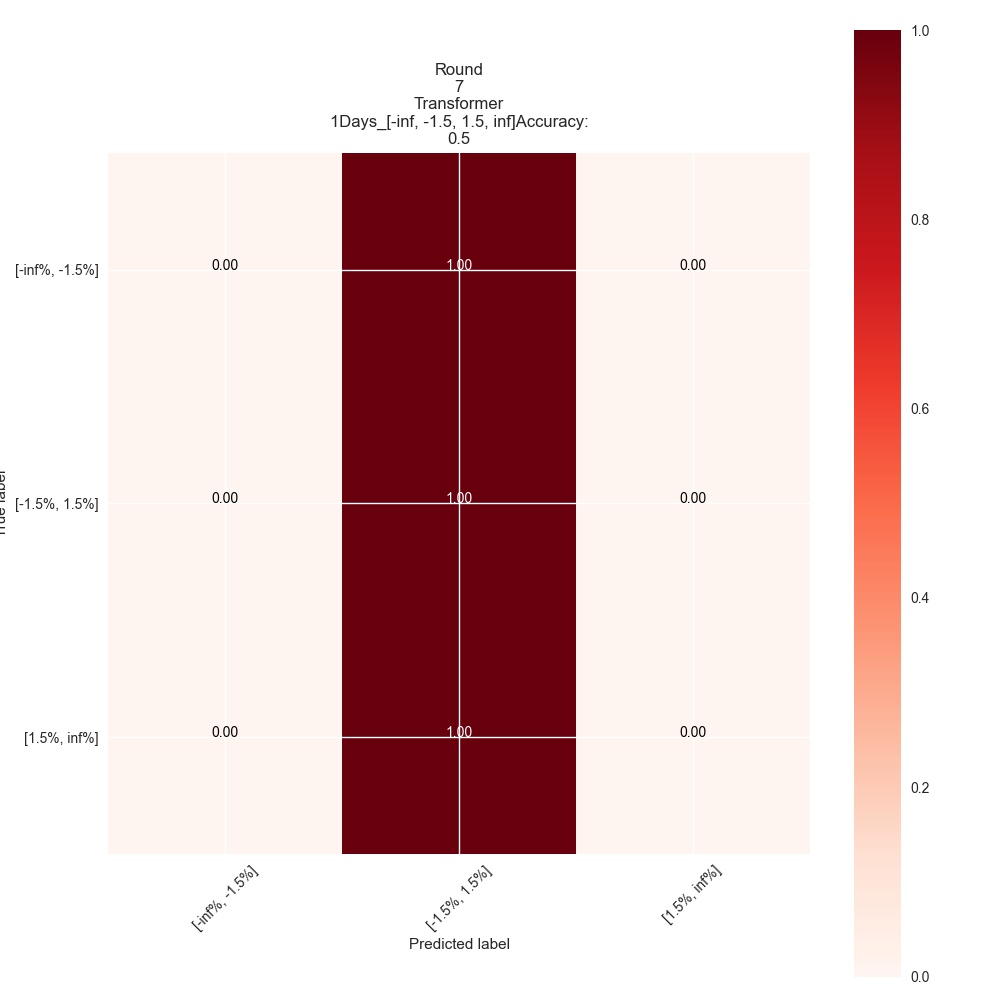 Round
7
Transformer
1Days_[-inf, -1.5, 1.5, inf]Accuracy:
0.5
1.0
0.8
0.6
0.4
0.2
0.0
[-inf%, -1.5%]
0.00
1.00
0.00
[-1.5%, 1.5%]
0.00
1.00
0.00
[1.5%, inf%]
0.00
1.00
0.00
[-inf%, -1.5%]
[-1.5%, 1.5%]
[1.5%, inf%]
Predicted label